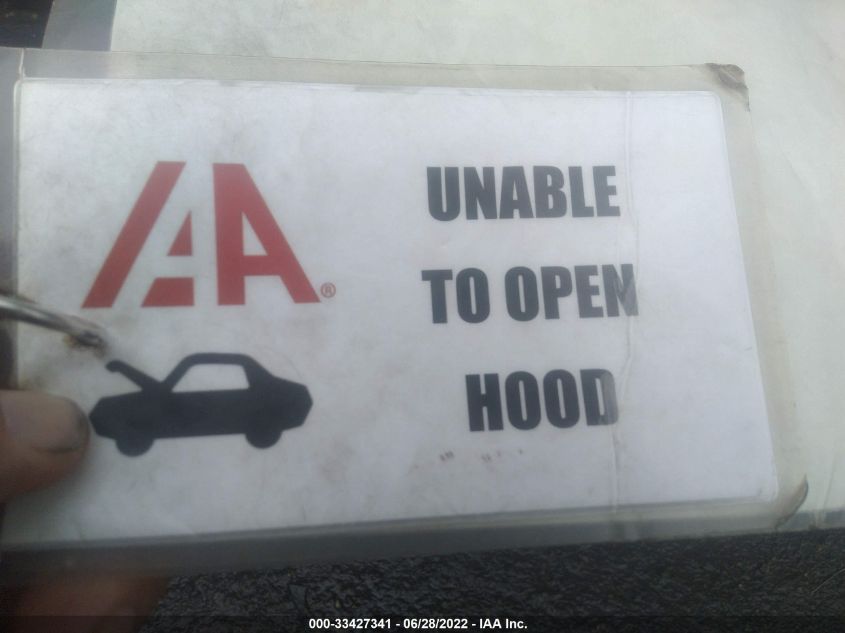 IAA®
UNABLE
TO OPEN
HOOD
000-33427341 - 06/28/2022 - IAA Inc.